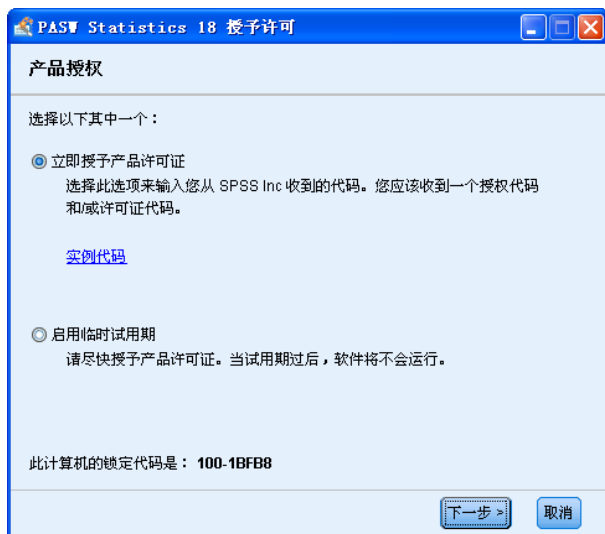 PASW Statistics 18 授予许可
产品授权
选择以下其中一个：
立即授予产品许可证
选择此选项来输入您从 SPSS Inc 收到的代码。您应该收到一个授权代码
和/或许可证代码。
实例代码
启用临时试用期
请尽快授予产品许可证。当试用期过后，软件将不会运行。
此计算机的锁定代码是： 100-1BFB8
下一步 >
取消